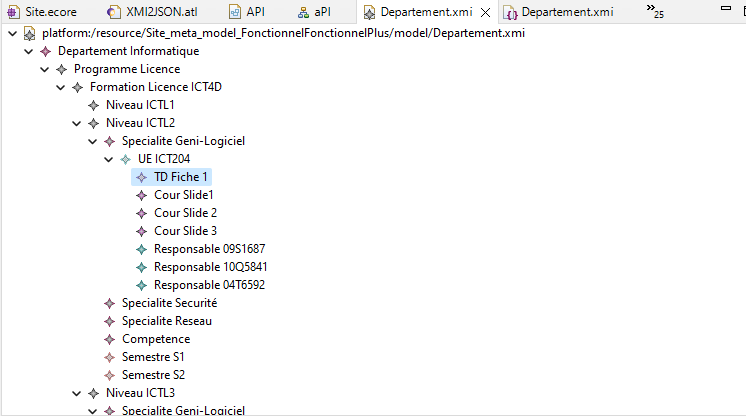 Site.ecore XMI2JSON.atl API aPI Departement.xmi Departement.xmi »25
platform:/resource/Site_meta_model_FonctionnelFonctionnelPlus/model/Departement.xmi
Departement Informatique
Programme Licence
Formation Licence ICT4D
Niveau ICTL1
Niveau ICTL2
Specialite Geni-Logiciel
UE ICT204
TD Fiche 1
Cour Slide1
Cour Slide 2
Cour Slide 3
Responsable 09S1687
Responsable 10Q5841
Responsable 04T6592
Specialite Securité
Specialite Reseau
Competence
Semestre S1
Semestre S2
Niveau ICTL3
Specialite Geni-Logiciel